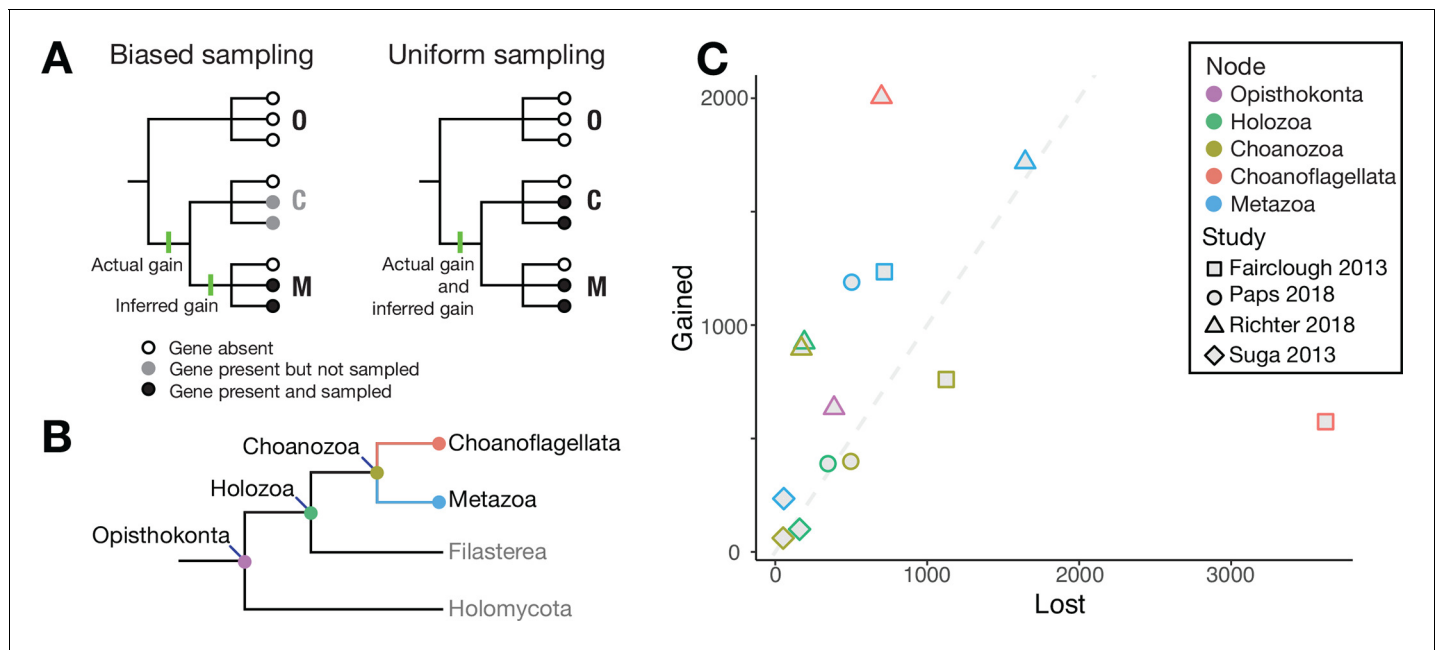 A
Biased sampling
Uniform sampling
O
C
M
Actual gain
Inferred gain
O
C
M
Actual gain
and
inferred gain
Gene absent
Gene present but not sampled
Gene present and sampled
B
Choanozoa
Choanoflagellata
Holozoa
Metazoa
Opisthokonta
Filasterea
Holomycota
C
2000
1000
0
Gained
0
1000
2000
3000
Lost
Node
Opisthokonta
Holozoa
Choanozoa
Choanoflagellata
Metazoa
Study
Fairclough 2013
Paps 2018
Richter 2018
Suga 2013